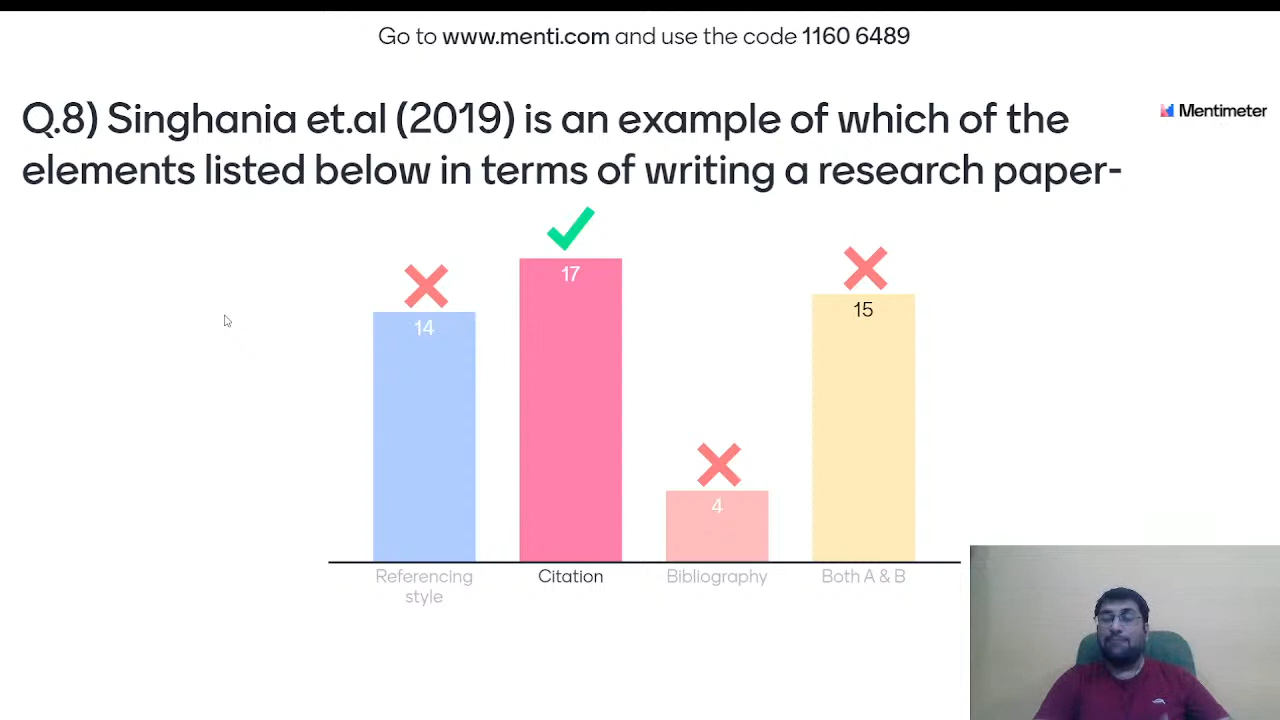 Go to www.menti.com and use the code 1160 6489
Q.8) Singhania et.al (2019) is an example of which of the
elements listed below in terms of writing a research paper-
Mentimeter
14
17
4
15
Referencing
style
Citation
Bibliography
Both A & B